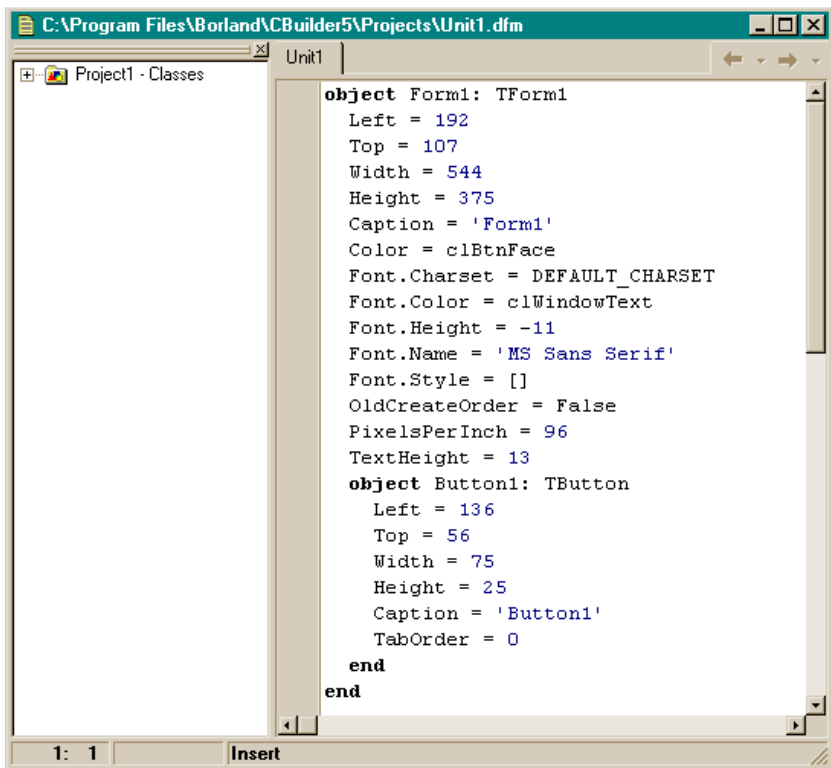 C:\Program Files\Borland\CBuilder5\Projects\Unit1.dfm
Project1 - Classes
Unit1
object Form1: TForm1
  Left = 192
  Top = 107
  Width = 544
  Height = 375
  Caption = 'Form1'
  Color = clBtnFace
  Font.Charset = DEFAULT_CHARSET
  Font.Color = clWindowText
  Font.Height = -11
  Font.Name = 'MS Sans Serif'
  Font.Style = []
  OldCreateOrder = False
  PixelsPerInch = 96
  TextHeight = 13
  object Button1: TButton
    Left = 136
    Top = 56
    Width = 75
    Height = 25
    Caption = 'Button1'
    TabOrder = 0
  end
end
1: 1 Insert